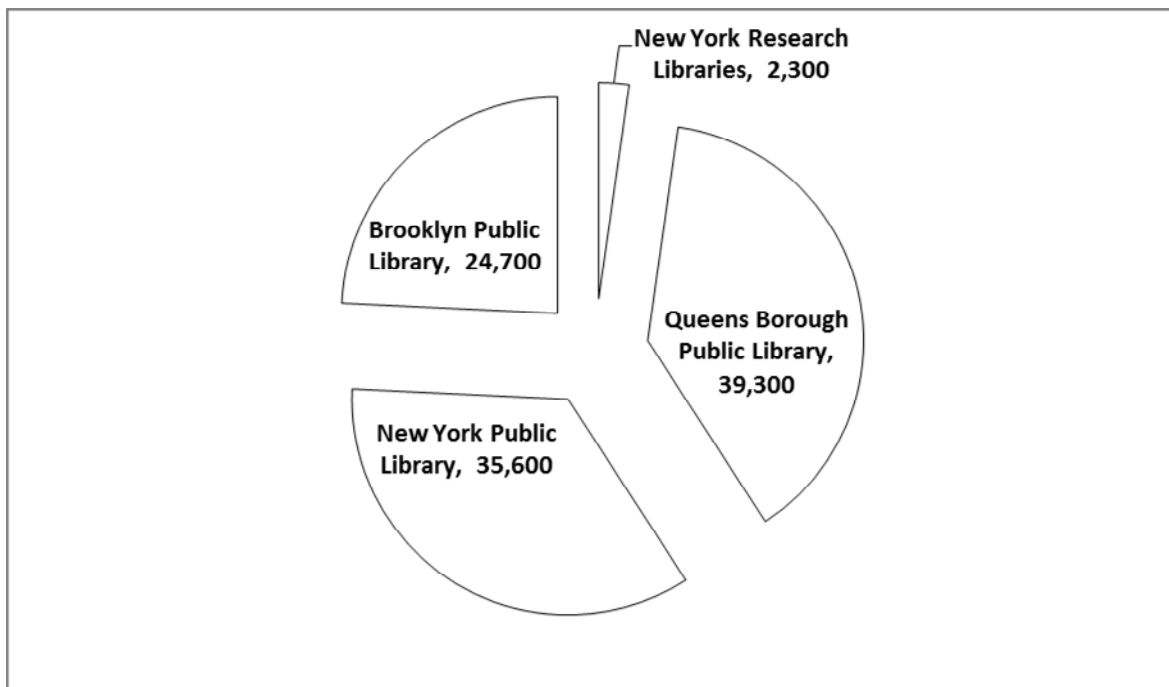 New York Research
Libraries, 2,300
Brooklyn Public
Library, 24,700
Queens Borough
Public Library,
39,300
New York Public
Library, 35,600